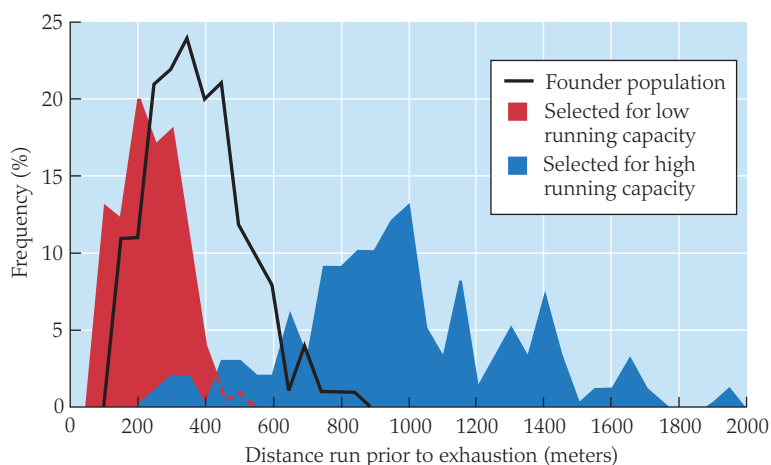 25
20
15
10
5
0
Frequency (%)
Founder population
Selected for low
running capacity
Selected for high
running capacity
0 200 400 600 800 1000 1200 1400 1600 1800 2000
Distance run prior to exhaustion (meters)